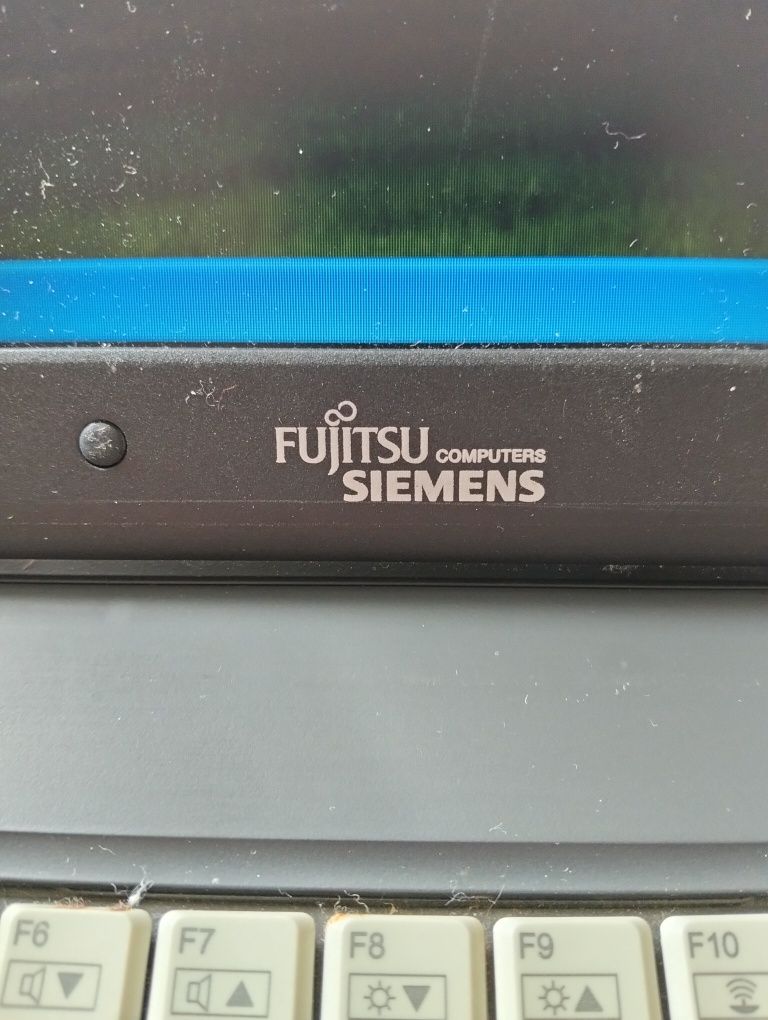 FUJITSU COMPUTERS
SIEMENS
F6 F7 F8 F9 F10